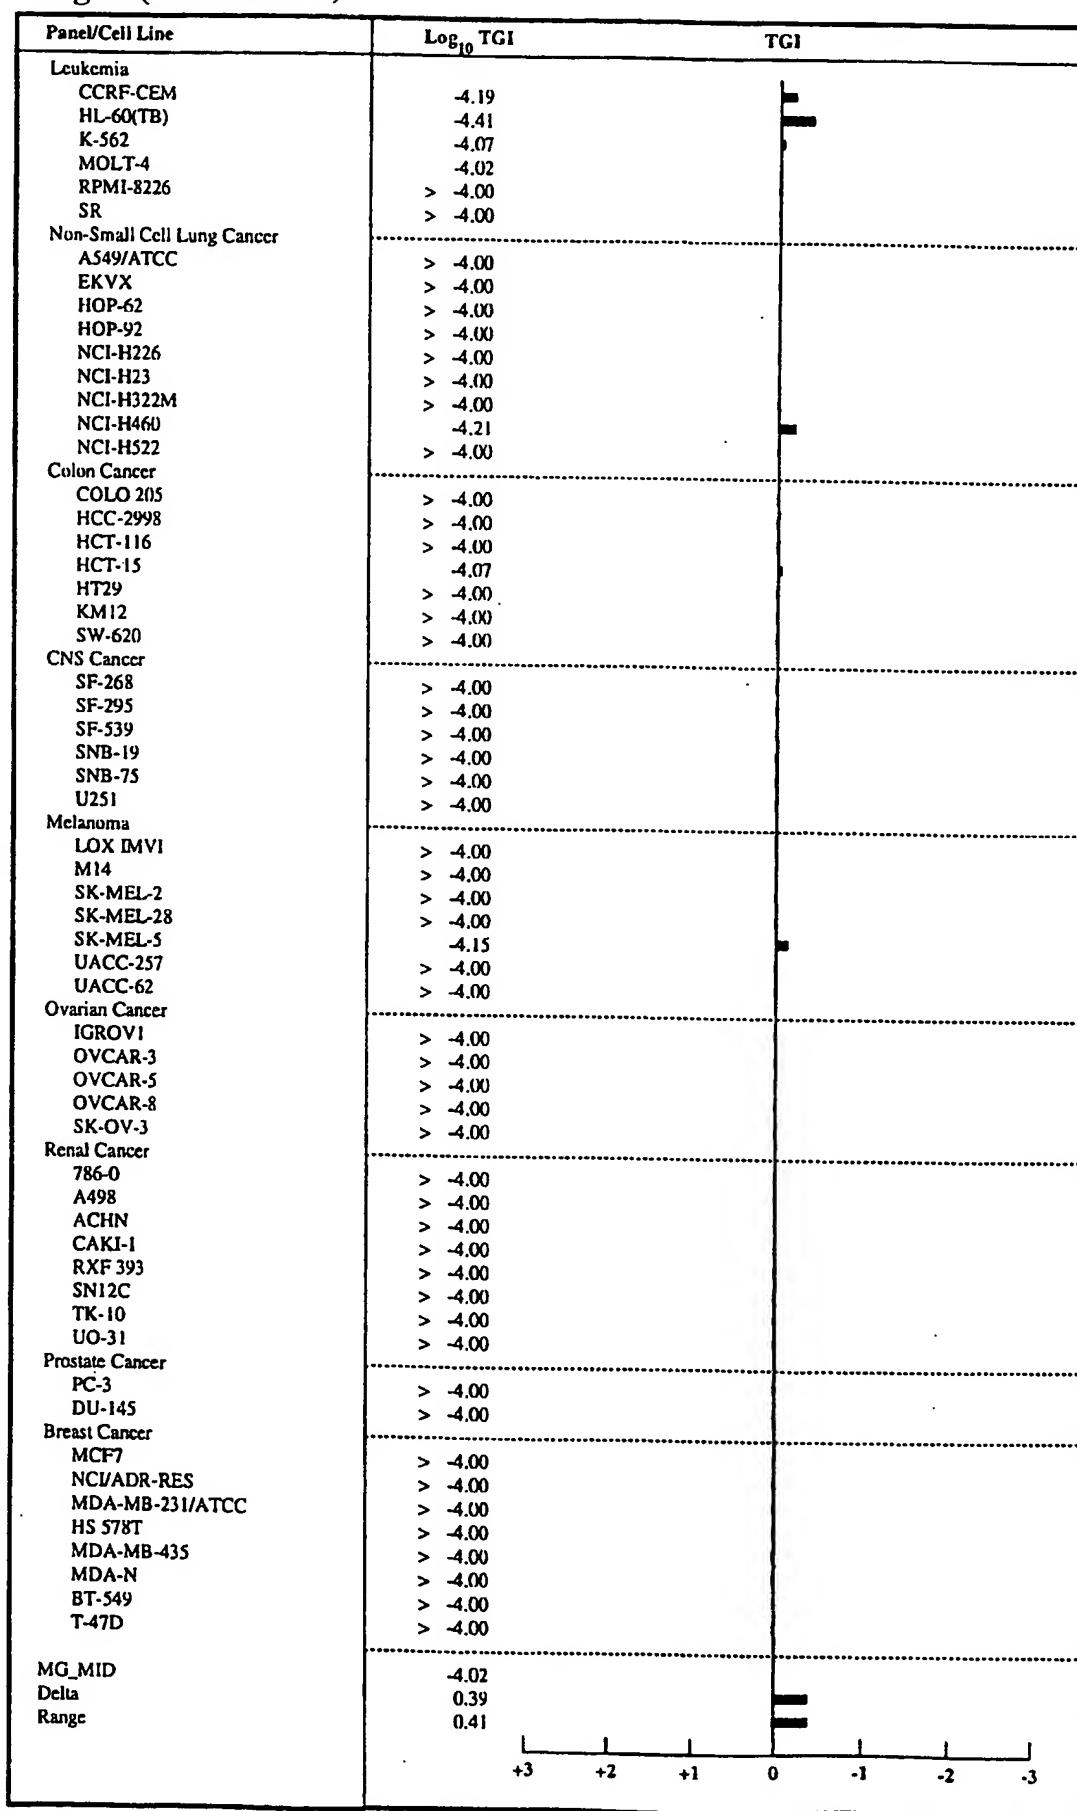 Panel/Cell Line Log10 TGI TGI
Leukemia
CCRF-CEM -4.19
HL-60(TB) -4.41
K-562 -4.07
MOLT-4 -4.02
RPMI-8226 > -4.00
SR > -4.00
Non-Small Cell Lung Cancer
A549/ATCC > -4.00
EKVX > -4.00
HOP-62 > -4.00
HOP-92 > -4.00
NCI-H226 > -4.00
NCI-H23 > -4.00
NCI-H322M > -4.00
NCI-H460 -4.21
NCI-H522 > -4.00
Colon Cancer
COLO 205 > -4.00
HCC-2998 > -4.00
HCT-116 > -4.00
HCT-15 -4.07
HT29 > -4.00
KM12 > -4.00
SW-620 > -4.00
CNS Cancer
SF-268 > -4.00
SF-295 > -4.00
SF-539 > -4.00
SNB-19 > -4.00
SNB-75 > -4.00
U251 > -4.00
Melanoma
LOX IMVI > -4.00
M14 > -4.00
SK-MEL-2 > -4.00
SK-MEL-28 > -4.00
SK-MEL-5 -4.15
UACC-257 > -4.00
UACC-62 > -4.00
Ovarian Cancer
IGROV1 > -4.00
OVCAR-3 > -4.00
OVCAR-5 > -4.00
OVCAR-8 > -4.00
SK-OV-3 > -4.00
Renal Cancer
786-0 > -4.00
A498 > -4.00
ACHN > -4.00
CAKI-1 > -4.00
RXF 393 > -4.00
SN12C > -4.00
TK-10 > -4.00
UO-31 > -4.00
Prostate Cancer
PC-3 > -4.00
DU-145 > -4.00
Breast Cancer
MCF7 > -4.00
NCI/ADR-RES > -4.00
MDA-MB-231/ATCC > -4.00
HS 578T > -4.00
MDA-MB-435 > -4.00
MDA-N > -4.00
BT-549 > -4.00
T-47D > -4.00
MG_MID -4.02
Delta 0.39
Range 0.41
+3 +2 +1 0 -1 -2 -3